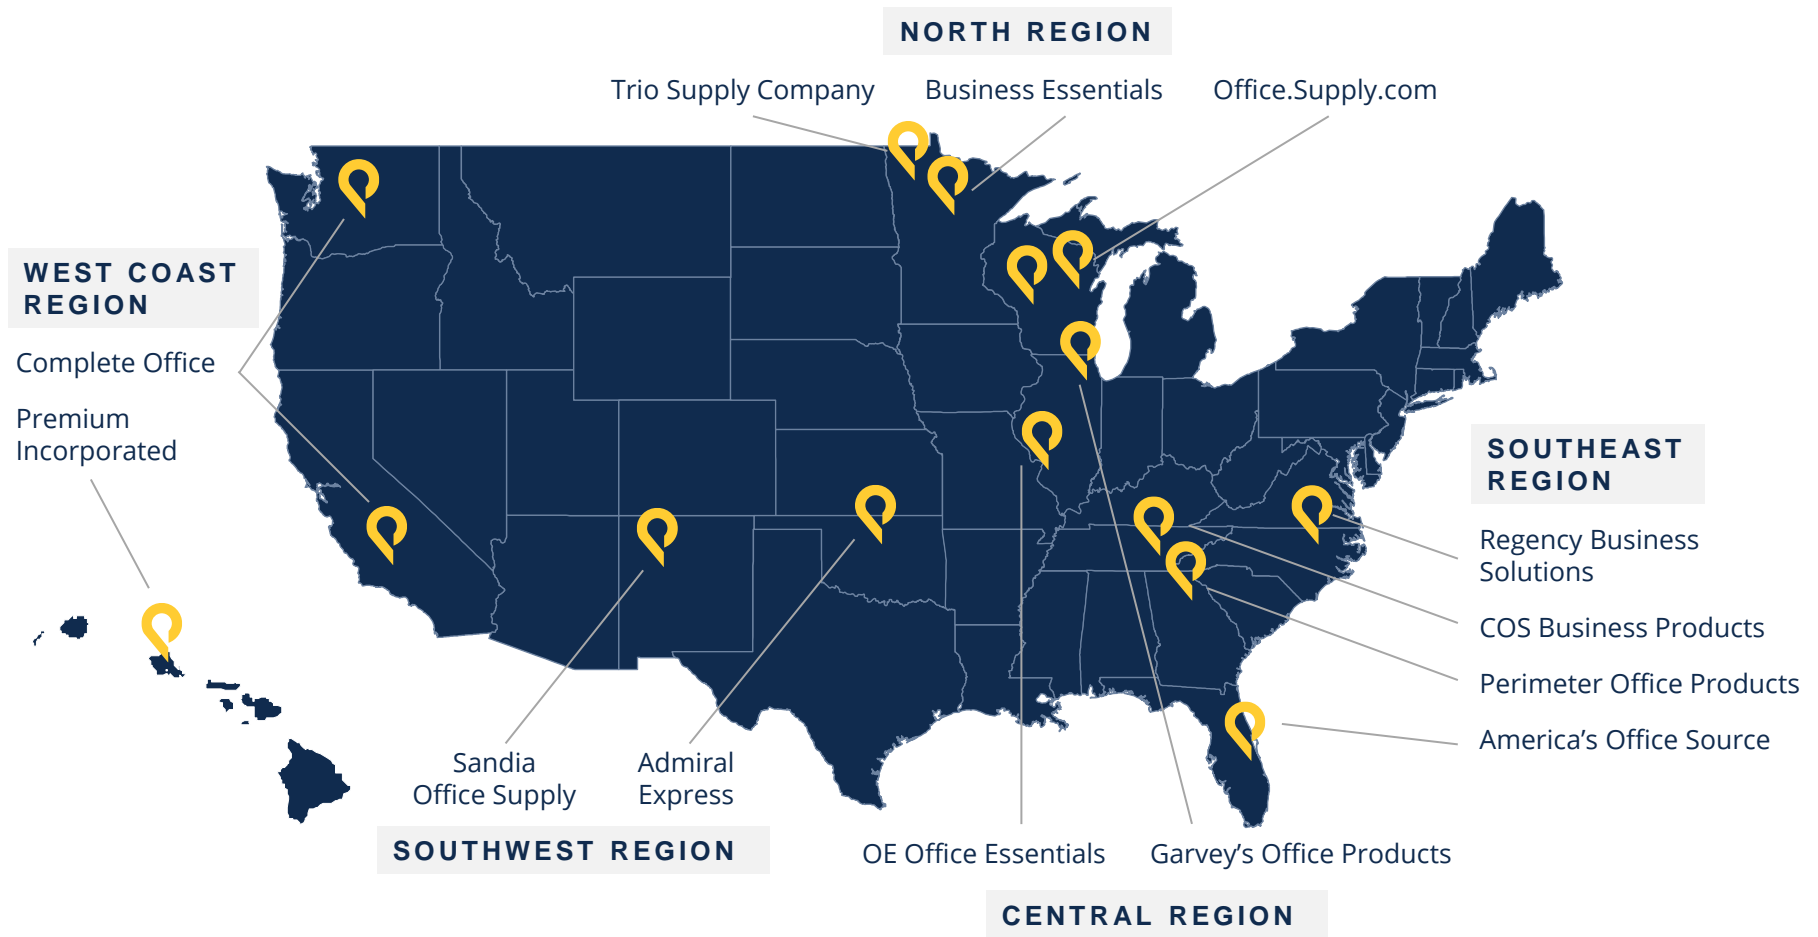 NORTH REGION
Trio Supply Company
Business Essentials
Office.Supply.com
WEST COAST
REGION
Complete Office
Premium
Incorporated
SOUTHEAST
REGION
Regency Business
Solutions
COS Business Products
Perimeter Office Products
America’s Office Source
Sandia
Office Supply
Admiral
Express
SOUTHWEST REGION
OE Office Essentials
Garvey’s Office Products
CENTRAL REGION